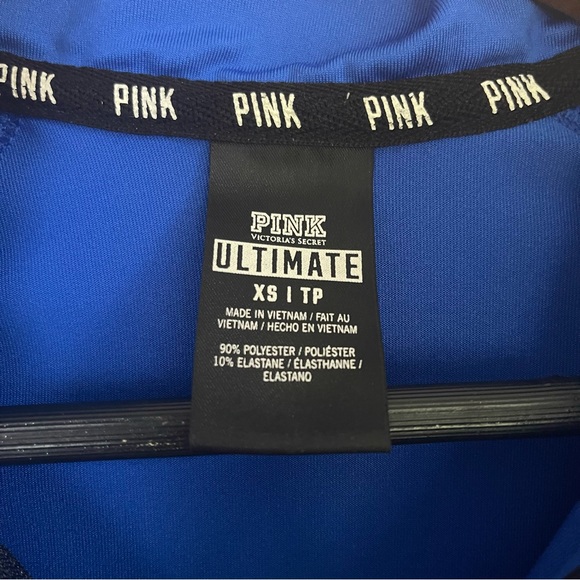 PINK PINK PINK PINK PINK
PINK
VICTORIA'S SECRET
ULTIMATE
XS | TP
MADE IN VIETNAM / FAIT AU
VIETNAM / HECHO EN VIETNAM
90% POLYESTER / POLIÉSTER
10% ELASTANE / ÉLASTHANNE /
ELASTANO